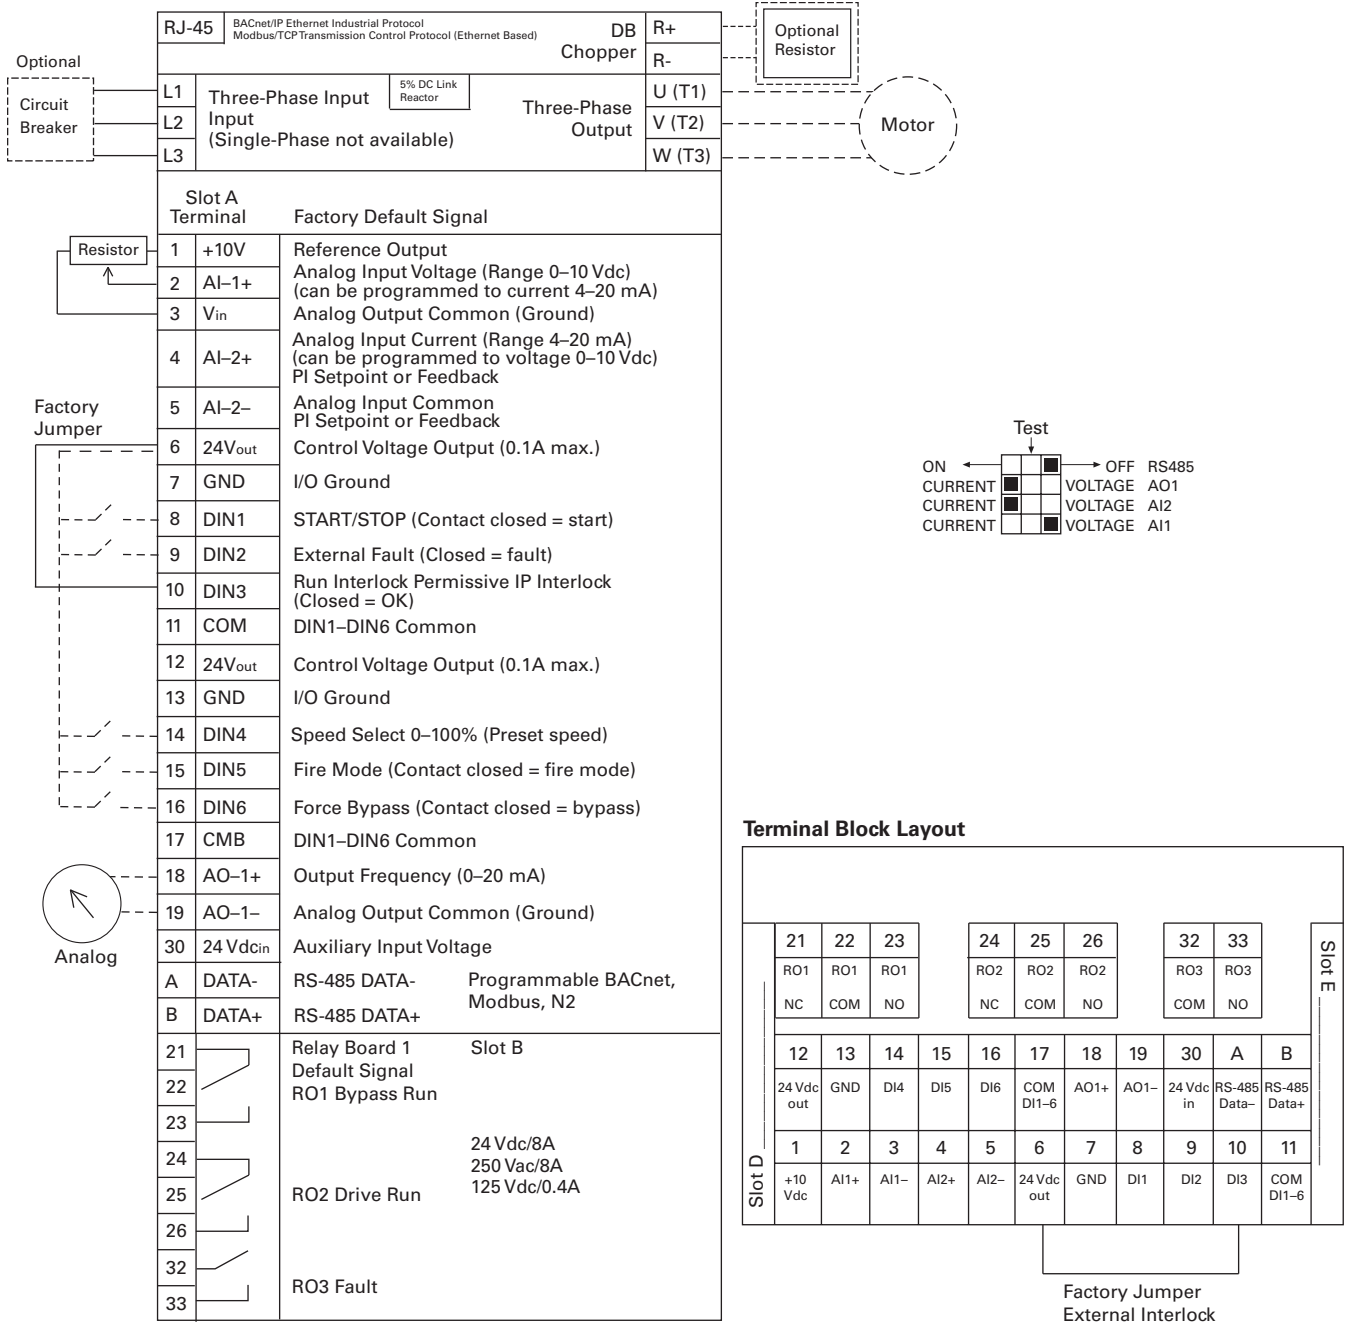 RJ-45
BACnet/IP Ethernet Industrial Protocol
Modbus/TCP Transmission Control Protocol (Ethernet Based)
DB
Chopper
R+
R-
Optional
Resistor
Optional
Circuit
Breaker
L1
L2
L3
Three-Phase Input
Input
(Single-Phase not available)
5% DC Link
Reactor
Three-Phase
Output
U (T1)
V (T2)
W (T3)
Motor
Slot A
Terminal
Factory Default Signal
Resistor
1 +10V Reference Output
2 AI–1+ Analog Input Voltage (Range 0–10 Vdc)
(can be programmed to current 4–20 mA)
3 Vin Analog Output Common (Ground)
4 AI–2+ Analog Input Current (Range 4–20 mA)
(can be programmed to voltage 0–10 Vdc)
PI Setpoint or Feedback
5 AI–2– Analog Input Common
PI Setpoint or Feedback
Factory
Jumper
6 24Vout Control Voltage Output (0.1A max.)
7 GND I/O Ground
8 DIN1 START/STOP (Contact closed = start)
9 DIN2 External Fault (Closed = fault)
10 DIN3 Run Interlock Permissive IP Interlock
(Closed = OK)
11 COM DIN1–DIN6 Common
12 24Vout Control Voltage Output (0.1A max.)
13 GND I/O Ground
14 DIN4 Speed Select 0–100% (Preset speed)
15 DIN5 Fire Mode (Contact closed = fire mode)
16 DIN6 Force Bypass (Contact closed = bypass)
17 CMB DIN1–DIN6 Common
18 AO–1+ Output Frequency (0–20 mA)
19 AO–1– Analog Output Common (Ground)
Analog
30 24 Vdcin Auxiliary Input Voltage
A DATA- RS-485 DATA-
B DATA+ RS-485 DATA+
Programmable BACnet,
Modbus, N2
21
22
23
24
25
26
32
33
Relay Board 1 Slot B
Default Signal
RO1 Bypass Run
24 Vdc/8A
250 Vac/8A
125 Vdc/0.4A
RO2 Drive Run
RO3 Fault
Test
ON OFF RS485
CURRENT VOLTAGE AO1
CURRENT VOLTAGE AI2
CURRENT VOLTAGE AI1
Terminal Block Layout
Slot D
Slot E
21 22 23 24 25 26 32 33
RO1 RO1 RO1 RO2 RO2 RO2 RO3 RO3
NC COM NO NC COM NO COM NO
12 13 14 15 16 17 18 19 30 A B
24 Vdc GND DI4 DI5 DI6 COM AO1+ AO1– 24 Vdc RS-485 RS-485
out DI1–6 in Data– Data+
1 2 3 4 5 6 7 8 9 10 11
+10 AI1+ AI1– AI2+ AI2– 24 Vdc GND DI1 DI2 DI3 COM
Vdc out DI1–6
Factory Jumper
External Interlock